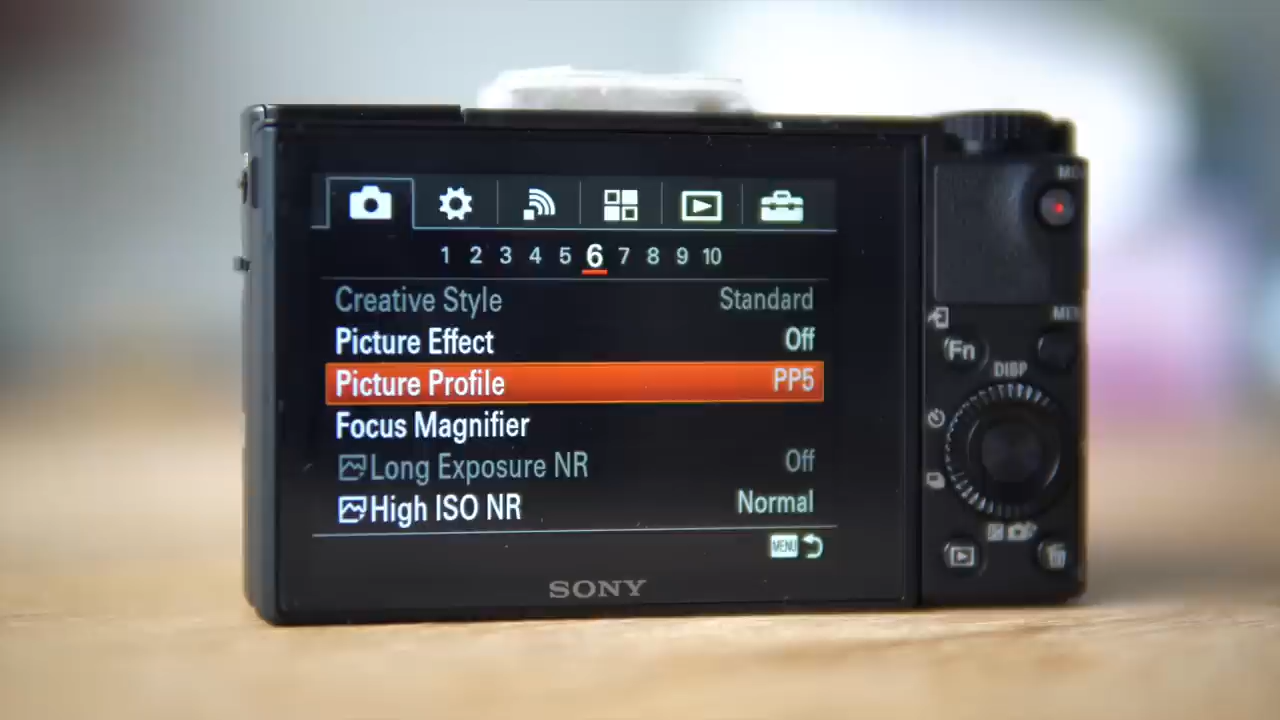 1 2 3 4 5 6 7 8 9 10
Creative Style Standard
Picture Effect Off
Picture Profile PP5
Focus Magnifier
Long Exposure NR Off
High ISO NR Normal
MENU
SONY
Fn
DISP